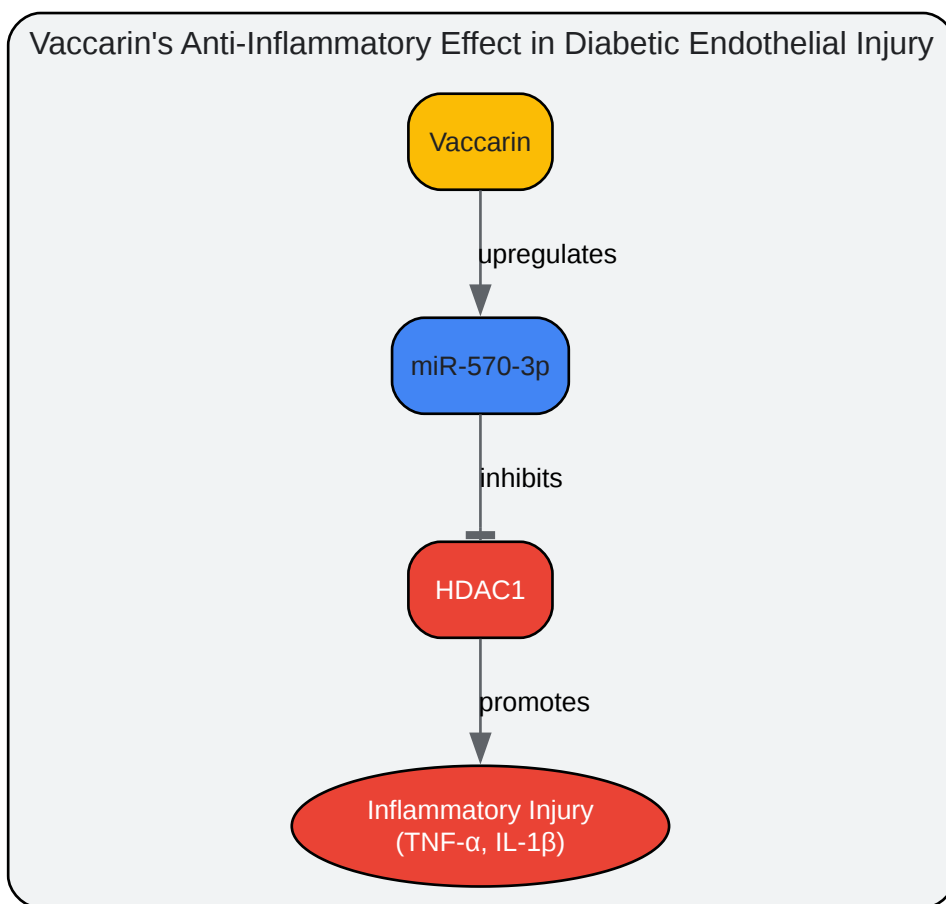 Vaccarin's Anti-Inflammatory Effect in Diabetic Endothelial Injury
Vaccarin
upregulates
miR-570-3p
inhibits
HDAC1
promotes
Inflammatory Injury
(TNF-α, IL-1β)